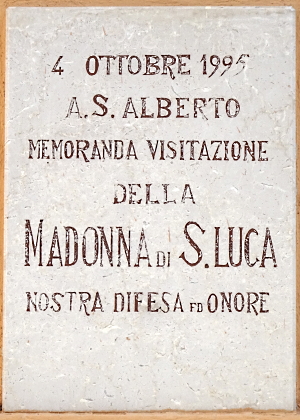 4 OTTOBRE 1995
A. S. ALBERTO
MEMORANDA VISITAZIONE
DELLA
MADONNA DI S. LUCA
NOSTRA DIFESA ED ONORE